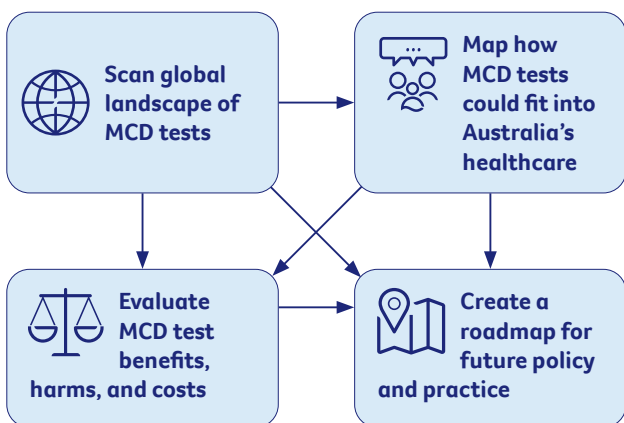 Scan global
landscape of
MCD tests
Map how
MCD tests
could fit into
Australia's
healthcare
Evaluate
MCD test
benefits,
harms, and costs
Create a
roadmap for
future policy
and practice